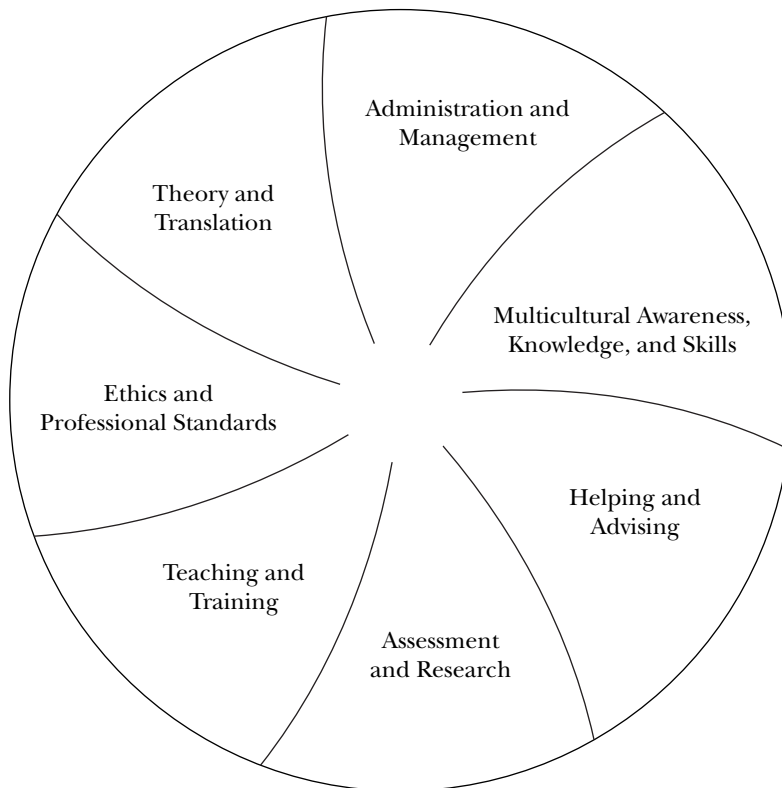 Administration and
Management
Multicultural Awareness,
Knowledge, and Skills
Helping and
Advising
Assessment
and Research
Teaching and
Training
Ethics and
Professional Standards
Theory and
Translation